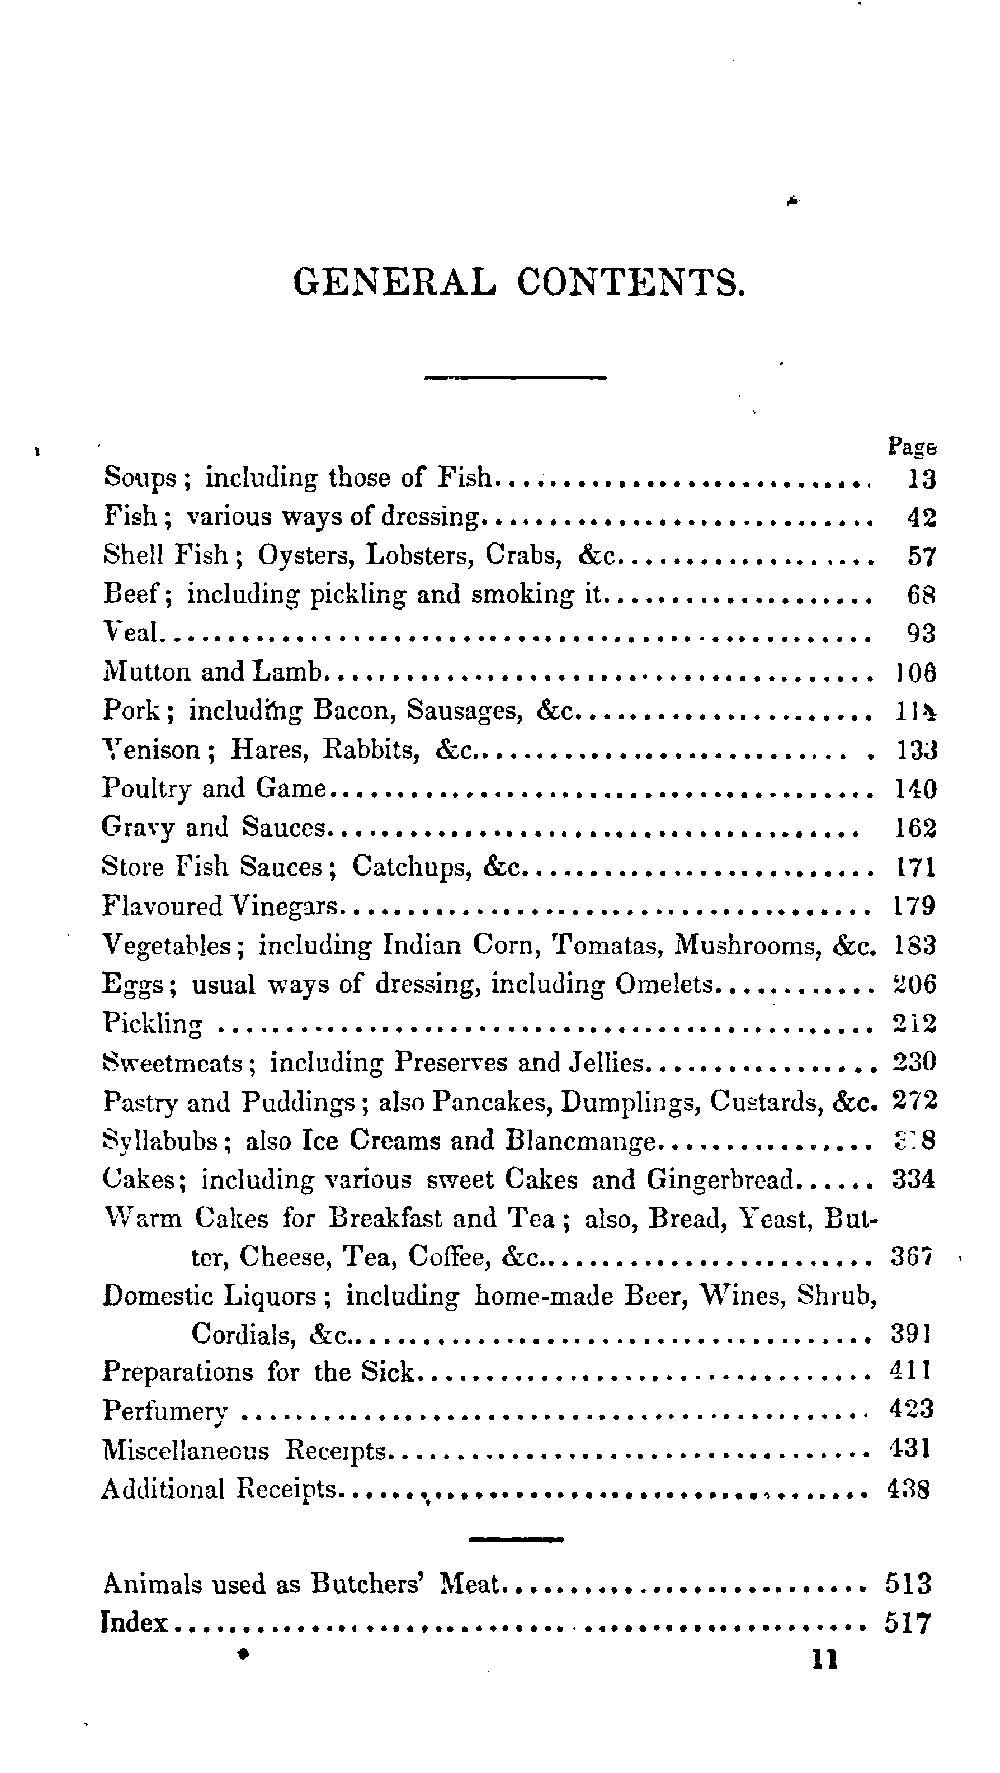 GENERAL CONTENTS.
Page
Soups; including those of Fish............................ 13
Fish; various ways of dressing............................. 42
Shell Fish; Oysters, Lobsters, Crabs, &c................... 57
Beef; including pickling and smoking it.................... 68
Veal..................................................... 93
Mutton and Lamb......................................... 106
Pork; including Bacon, Sausages, &c...................... 114
Venison; Hares, Rabbits, &c............................. 133
Poultry and Game........................................ 140
Gravy and Sauces....................................... 162
Store Fish Sauces; Catchups, &c.......................... 171
Flavoured Vinegars....................................... 179
Vegetables; including Indian Corn, Tomatas, Mushrooms, &c. 183
Eggs; usual ways of dressing, including Omelets............ 206
Pickling ................................................. 212
Sweetmeats; including Preserves and Jellies................. 230
Pastry and Puddings; also Pancakes, Dumplings, Custards, &c. 272
Syllabubs; also Ice Creams and Blancmange................
Cakes; including various sweet Cakes and Gingerbread...... 334
Warm Cakes for Breakfast and Tea; also, Bread, Yeast, But-
ter, Cheese, Tea, Coffee, &c......................... 367
Domestic Liquors; including home-made Beer, Wines, Shrub,
Cordials, &c....................................... 391
Preparations for the Sick.................................. 411
Perfumery .............................................. 423
Miscellaneous Receipts.................................... 431
Additional Receipts....................................... 438
Animals used as Butchers' Meat........................... 513
Index................................................... 517
11